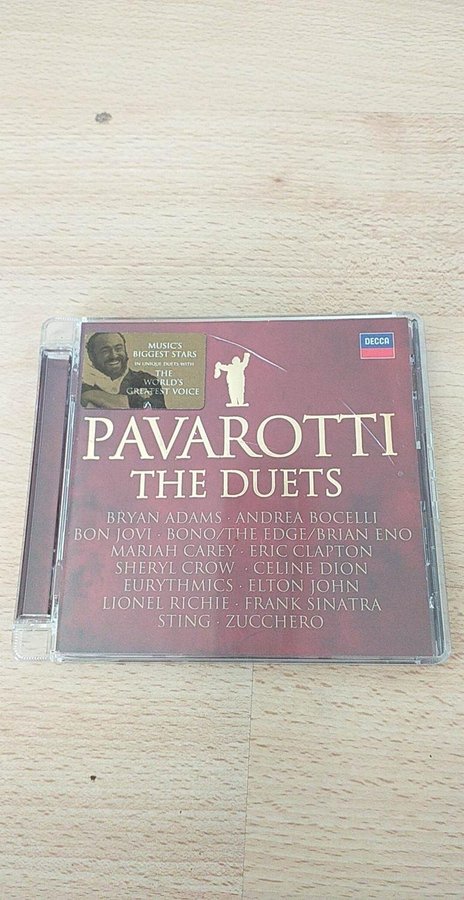 MUSIC'S
BIGGEST STARS
IN UNIQUE DUETS WITH
THE
WORLD'S
GREATEST VOICE
DECCA
PAVAROTTI
THE DUETS
BRYAN ADAMS · ANDREA BOCELLI
BON JOVI · BONO/THE EDGE/BRIAN ENO
MARIAH CAREY · ERIC CLAPTON
SHERYL CROW · CELINE DION
EURYTHMICS · ELTON JOHN
LIONEL RICHIE · FRANK SINATRA
STING · ZUCCHERO